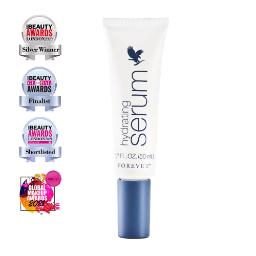 BEAUTY
AWARDS
Silver Winner
BEAUTY
AWARDS
Finalist
BEAUTY
AWARDS
Shortlisted
GLOBAL
MAKEUP
AWARDS
hydrating
serum
FOREVER